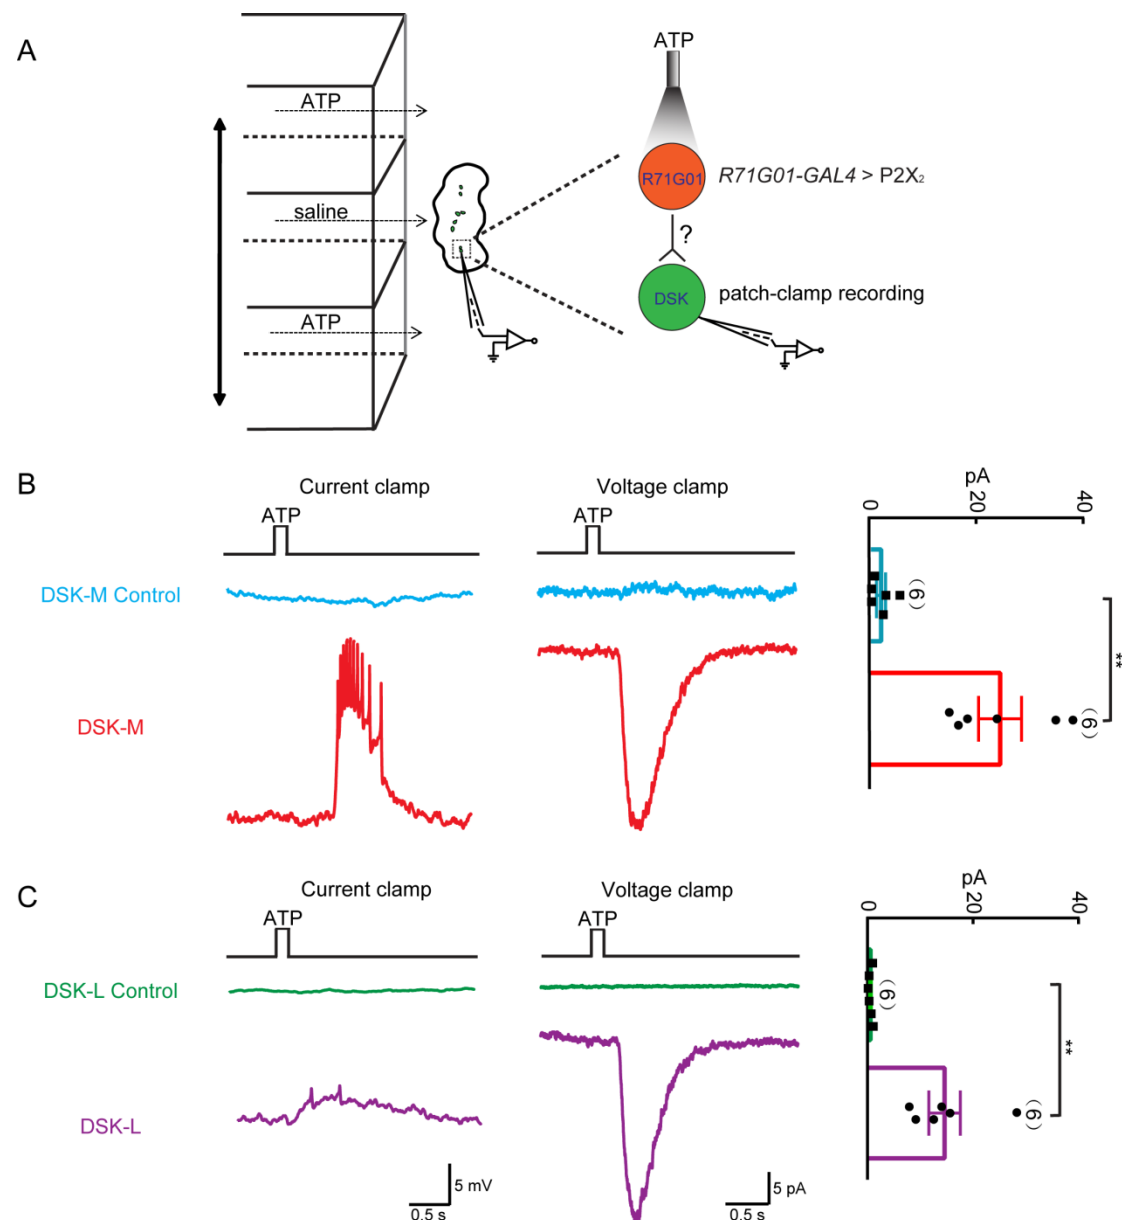 A
ATP
saline
ATP
ATP
R71G01
R71G01-GAL4 > P2X₂
?
DSK
patch-clamp recording
B
Current clamp
Voltage clamp
ATP
ATP
DSK-M Control
DSK-M
pA
0
20
40
(6)
(6)
**
C
Current clamp
Voltage clamp
ATP
ATP
DSK-L Control
DSK-L
5 mV
0.5 s
5 pA
0.5 s
pA
0
20
40
(6)
(6)
**